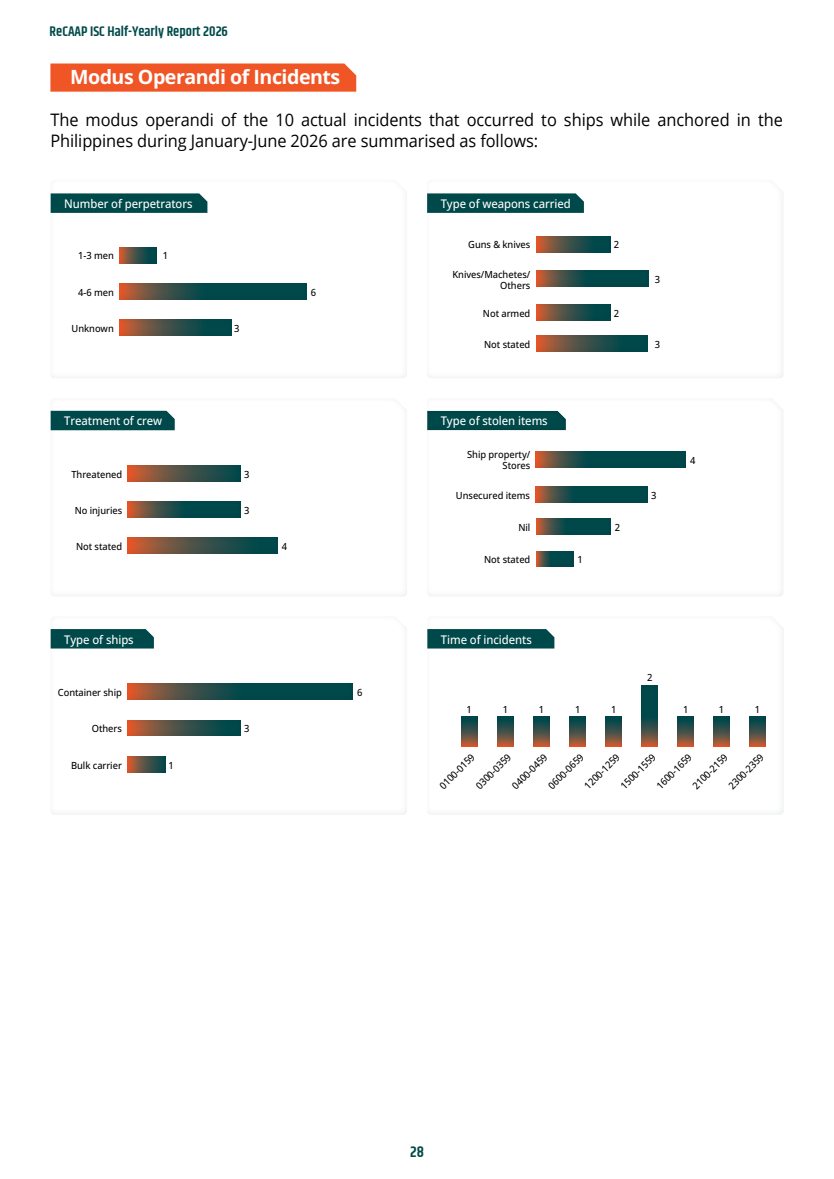 ReCAAP ISC Half-Yearly Report 2026
Modus Operandi of Incidents
The modus operandi of the 10 actual incidents that occurred to ships while anchored in the
Philippines during January-June 2026 are summarised as follows:
Number of perpetrators
1-3 men 1
4-6 men 6
Unknown 3
Type of weapons carried
Guns & knives 2
Knives/Machetes/
Others 3
Not armed 2
Not stated 3
Treatment of crew
Threatened 3
No injuries 3
Not stated 4
Type of stolen items
Ship property/
Stores 4
Unsecured items 3
Nil 2
Not stated 1
Type of ships
Container ship 6
Others 3
Bulk carrier 1
Time of incidents
1 1 1 1 1 2 1 1 1
0100-0159 0300-0359 0400-0459 0600-0659 1200-1259 1500-1559 1600-1659 2100-2159 2300-2359
28